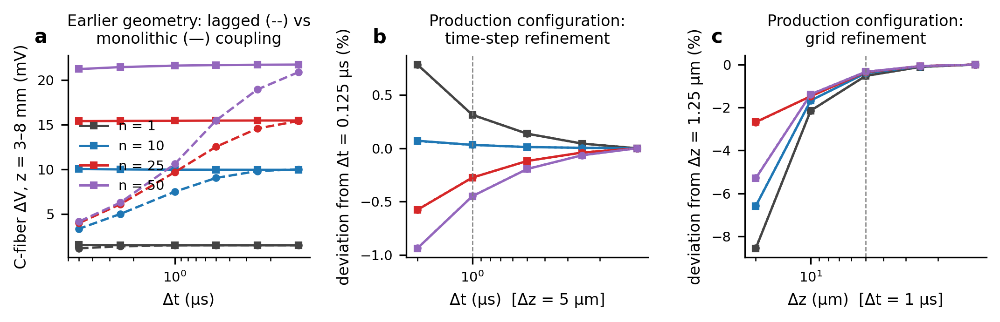 a
Earlier geometry: lagged (--) vs
monolithic (—) coupling
C-fiber ΔV, z = 3–8 mm (mV)
20
15
10
5
n = 1
n = 10
n = 25
n = 50
10⁰
Δt (µs)
b
Production configuration:
time-step refinement
deviation from Δt = 0.125 µs (%)
0.5
0.0
−0.5
−1.0
10⁰
Δt (µs) [Δz = 5 µm]
c
Production configuration:
grid refinement
deviation from Δz = 1.25 µm (%)
0
−2
−4
−6
−8
10¹
Δz (µm) [Δt = 1 µs]